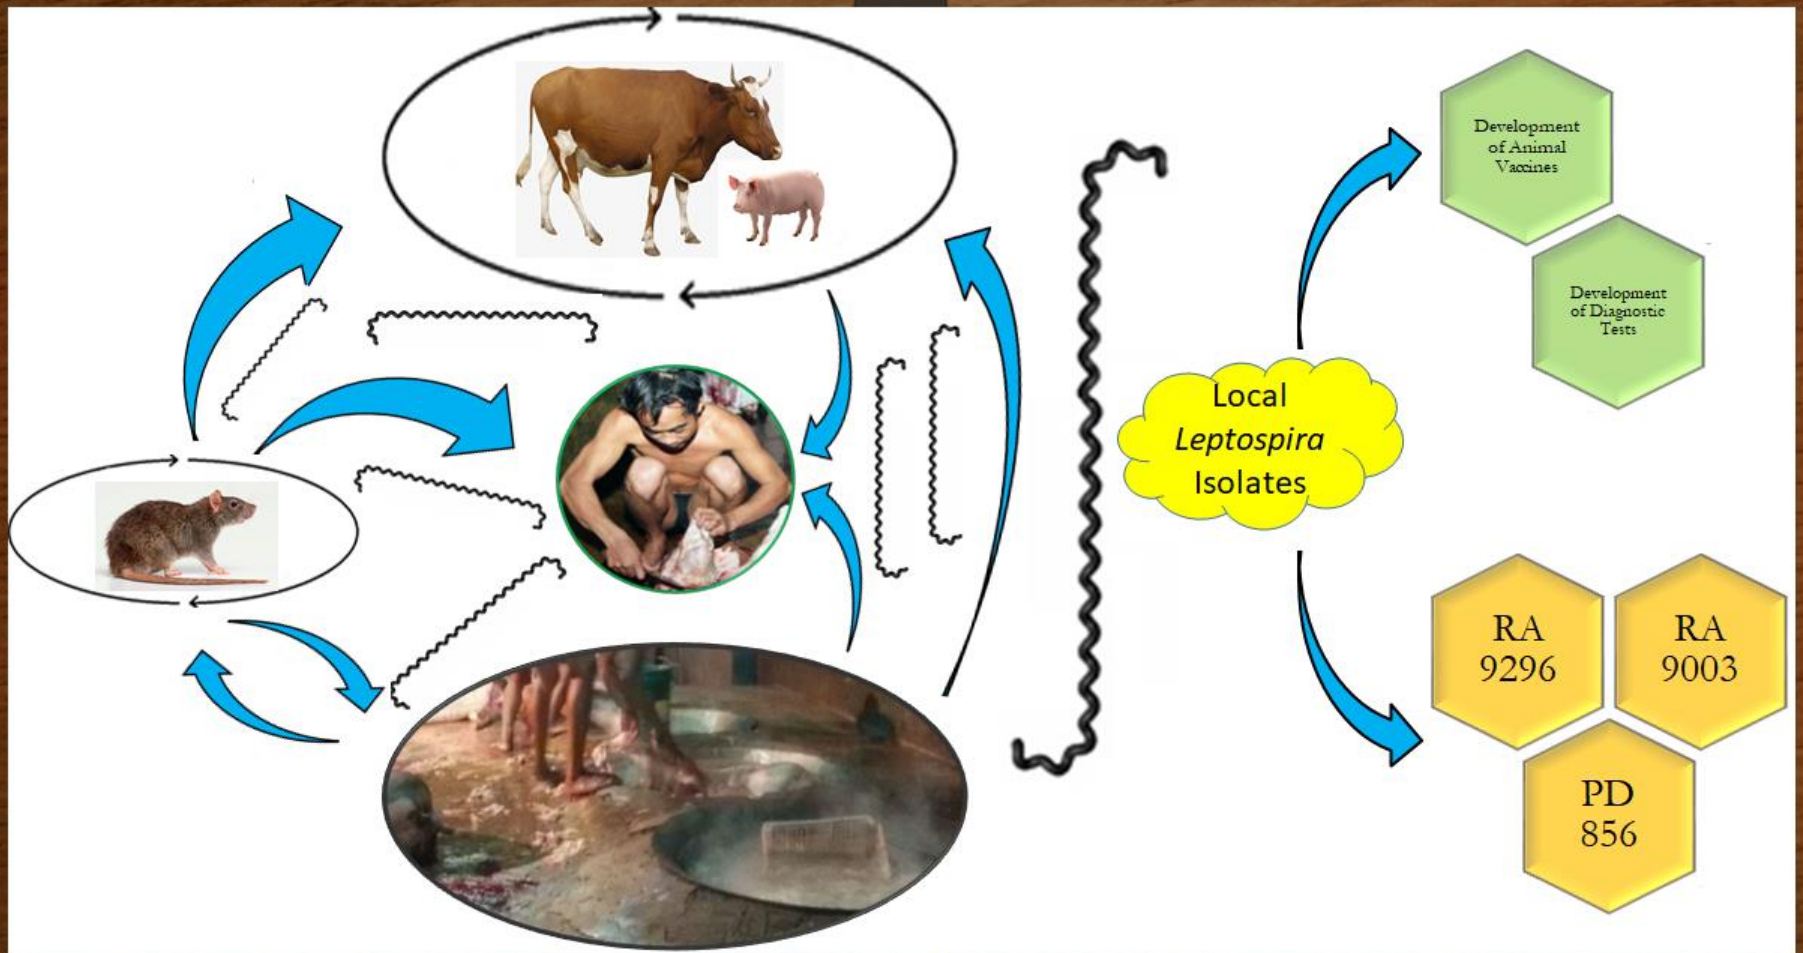 Development
of Animal
Vaccines
Development
of Diagnostic
Tests
Local
Leptospira
Isolates
RA
9296
RA
9003
PD
856